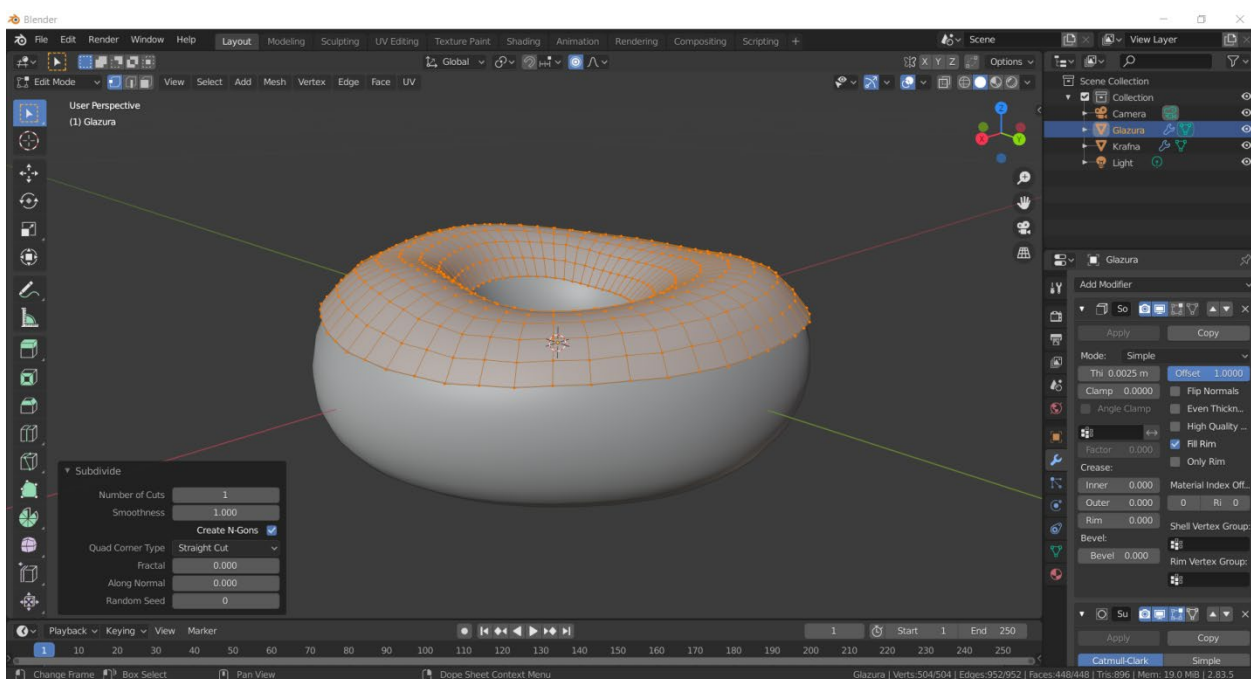 Blender
File Edit Render Window Help Layout Modeling Sculpting UV Editing Texture Paint Shading Animation Rendering Compositing Scripting + Scene View Layer
Global X Y Z Options
Edit Mode View Select Add Mesh Vertex Edge Face UV
User Perspective
(1) Glazura
Z
Y
X
Scene Collection
Collection
Camera
Glazura
Krafna
Light
Glazura
Add Modifier
So
Apply Copy
Mode: Simple
Thi 0.0025 m Offset 1.0000
Clamp 0.0000 Flip Normals
Angle Clamp Even Thickn...
High Quality ...
Factor 0.000 Fill Rim
Only Rim
Crease:
Inner 0.000 Material Index Off...
Outer 0.000 0 Ri 0
Rim 0.000 Shell Vertex Group:
Bevel:
Bevel 0.000 Rim Vertex Group:
Su
Apply Copy
Catmull-Clark Simple
Subdivide
Number of Cuts 1
Smoothness 1.000
Create N-Gons
Quad Corner Type Straight Cut
Fractal 0.000
Along Normal 0.000
Random Seed 0
Playback Keying View Marker 1 Start 1 End 250
1 10 20 30 40 50 60 70 80 90 100 110 120 130 140 150 160 170 180 190 200 210 220 230 240 250
Change Frame Box Select Pan View Dope Sheet Context Menu Glazura | Verts:504/504 | Edges:952/952 | Faces:448/448 | Tris:896 | Mem: 19.0 MiB | 2.83.5